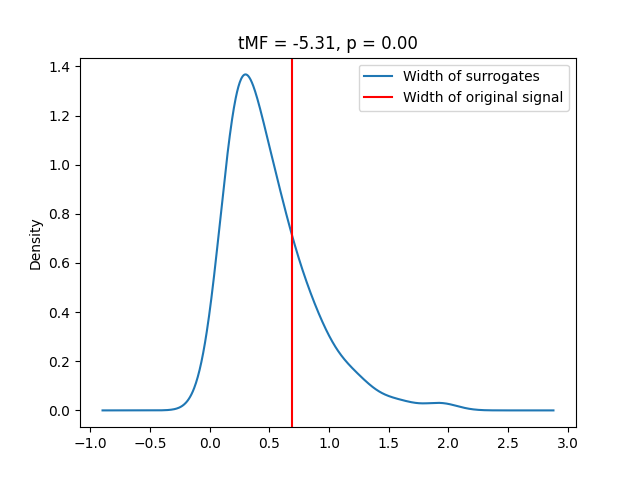 tMF = -5.31, p = 0.00
Width of surrogates
Width of original signal
Density
1.4
1.2
1.0
0.8
0.6
0.4
0.2
0.0
−1.0 −0.5 0.0 0.5 1.0 1.5 2.0 2.5 3.0